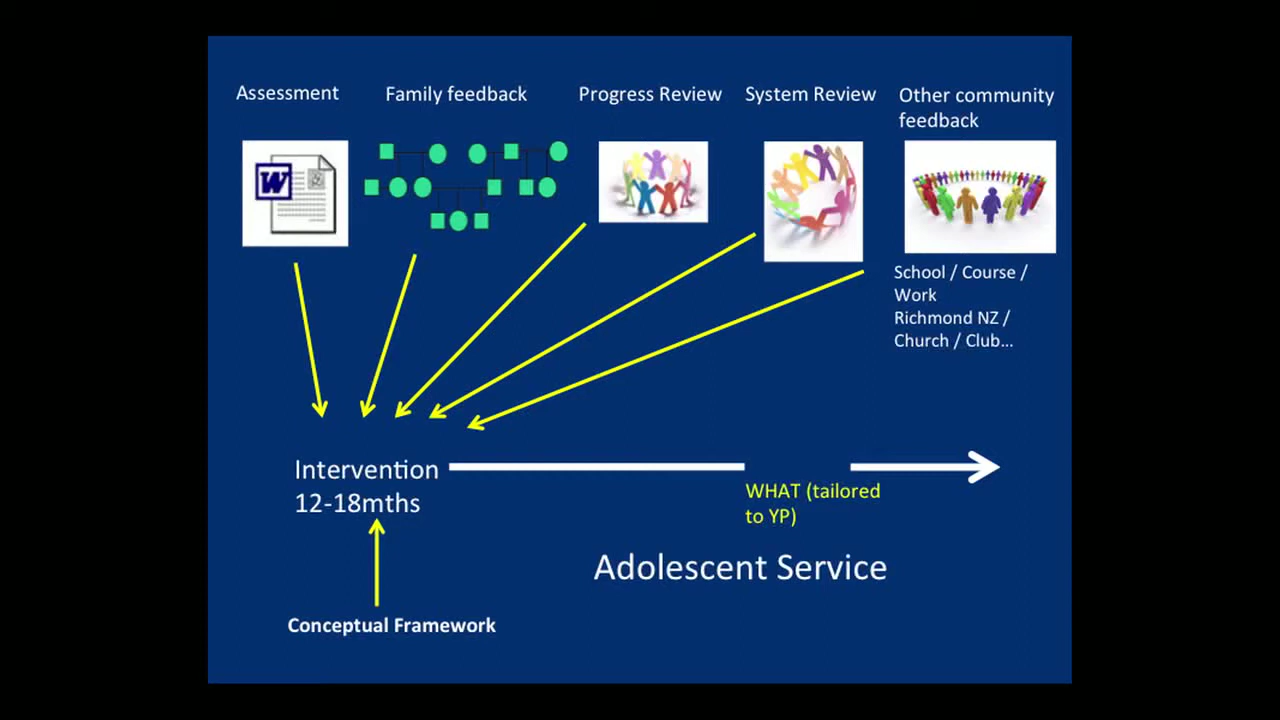 Assessment
Family feedback
Progress Review
System Review
Other community
feedback
W
School / Course /
Work
Richmond NZ /
Church / Club...
Intervention
12-18mths
WHAT (tailored
to YP)
Adolescent Service
Conceptual Framework